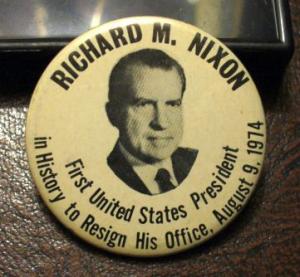 RICHARD M. NIXON
First United States President
in History to Resign His Office, August 9, 1974